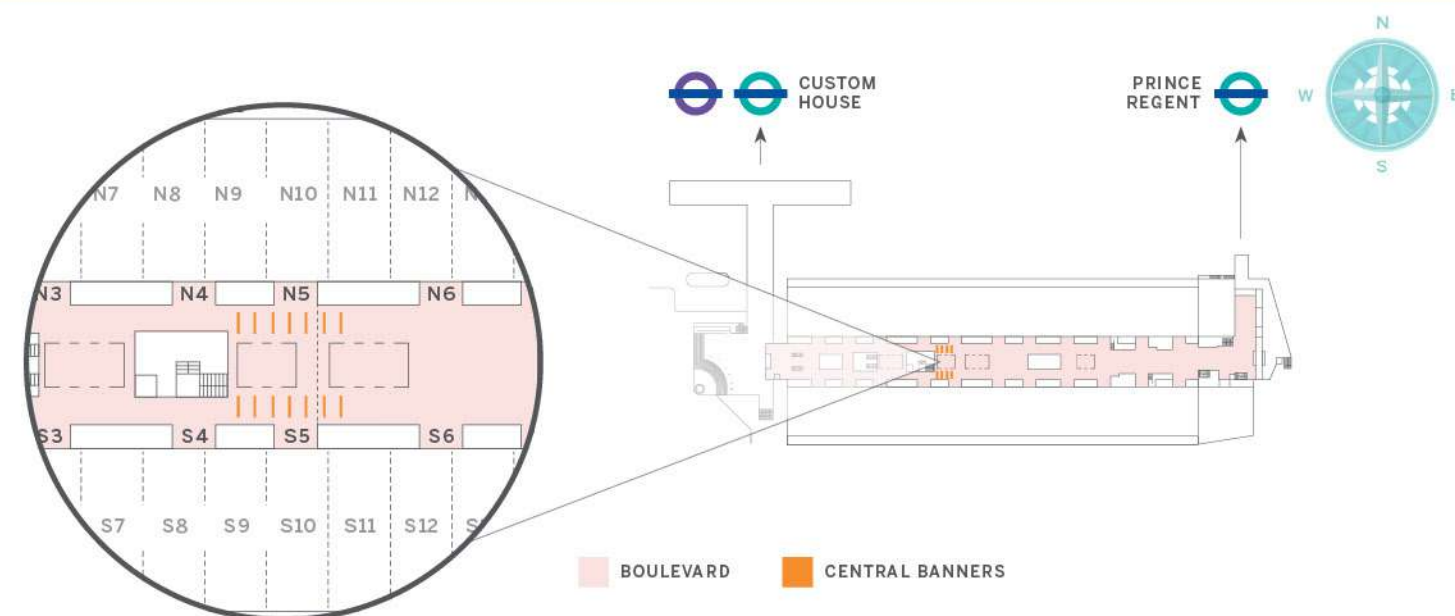 N
CUSTOM
HOUSE
PRINCE
REGENT
W
E
S
N7 N8 N9 N10 N11 N12
N3 N4 N5 N6
S3 S4 S5 S6
S7 S8 S9 S10 S11 S12
BOULEVARD
CENTRAL BANNERS